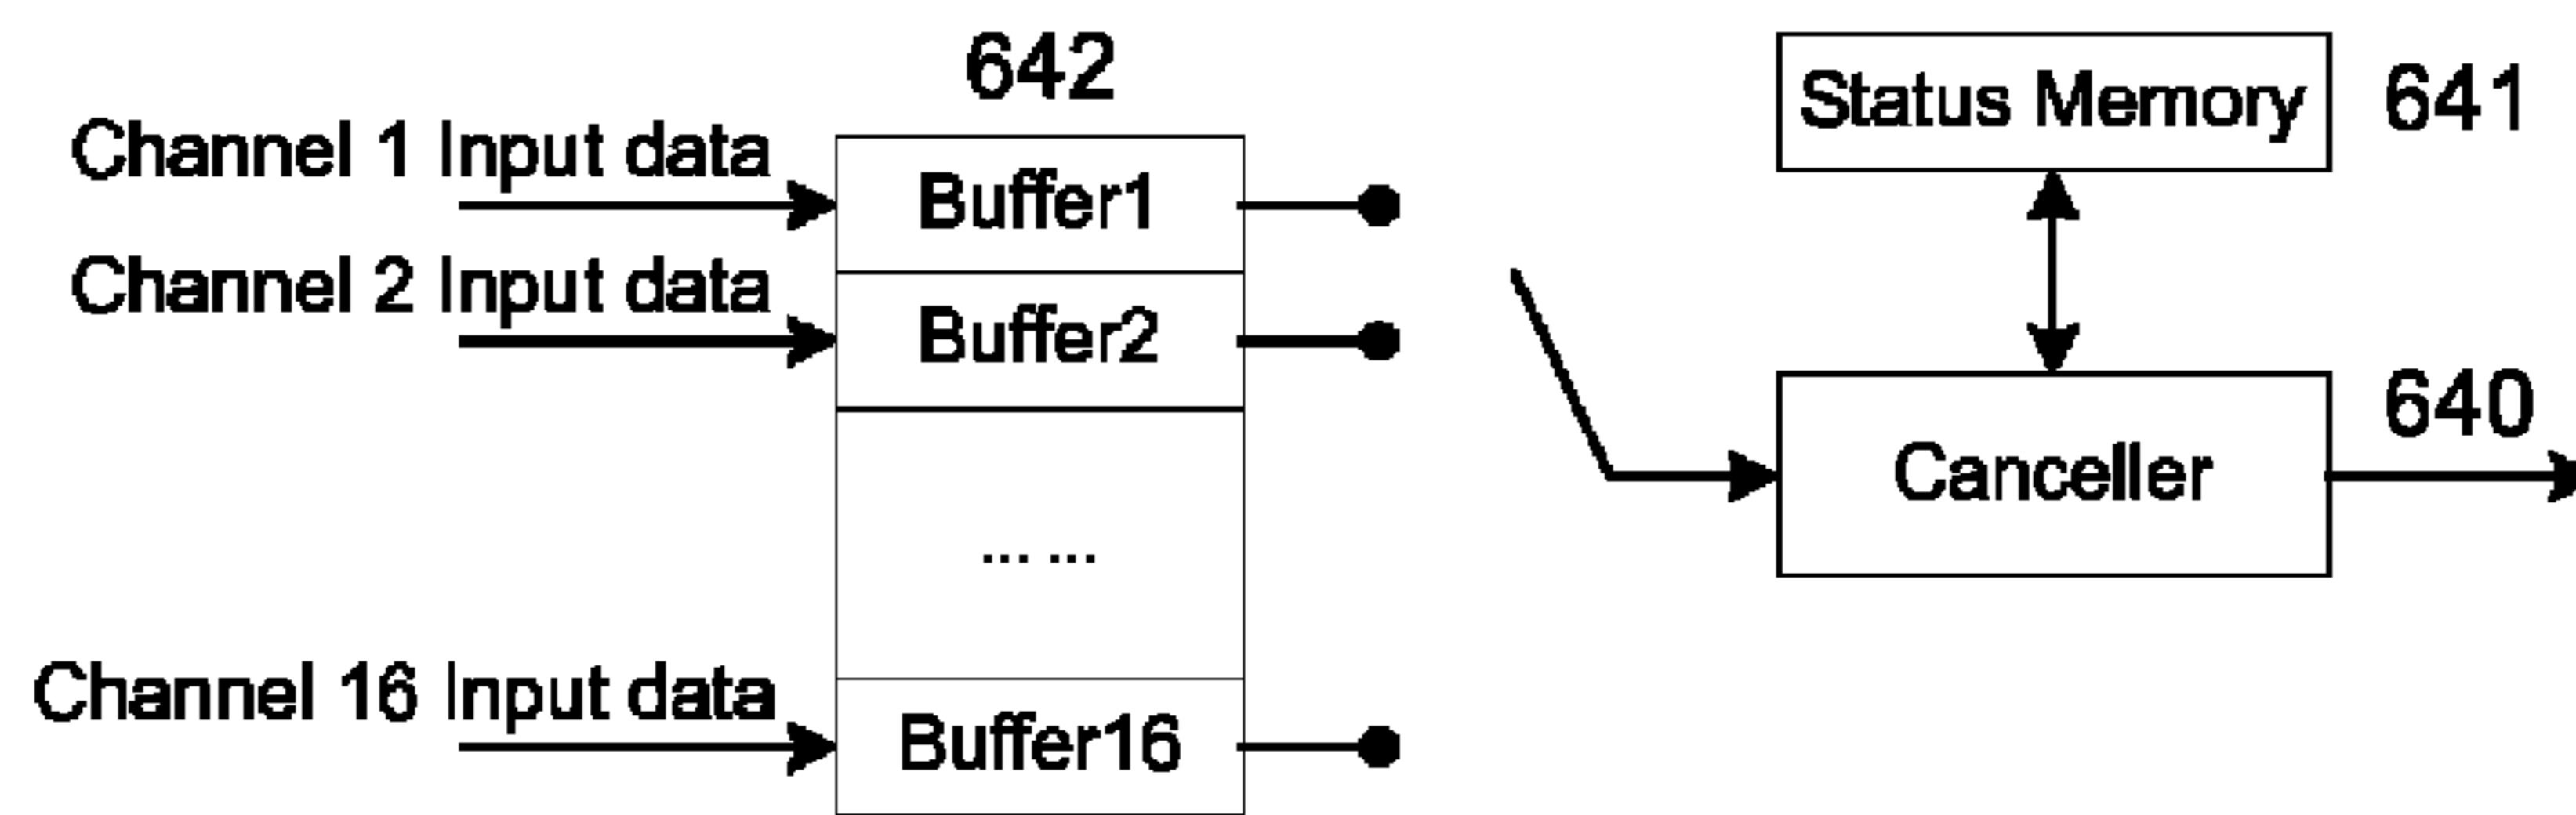 642
Status Memory 641
Channel 1 Input data
Buffer1
Channel 2 Input data
Buffer2
640
Canceller
... ...
Channel 16 Input data
Buffer16